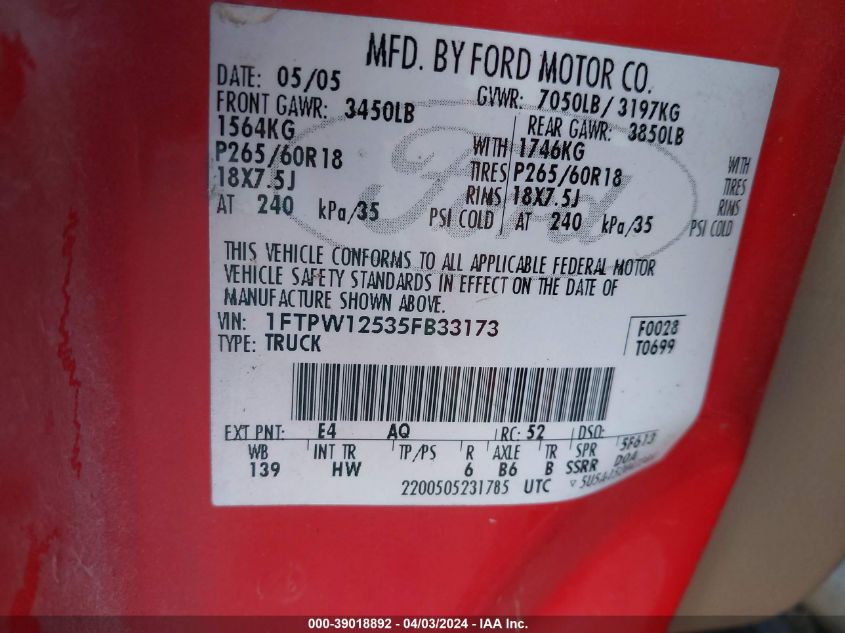 MFD. BY FORD MOTOR CO.
DATE: 05/05
GVWR: 7050LB/ 3197KG
FRONT GAWR: 3450LB
REAR GAWR: 3850LB
1564KG WITH 1746KG WITH
P265/60R18 TIRES P265/60R18 TIRES
18X7.5J RIMS 18X7.5J RIMS
AT 240 kPa/35 PSI COLD AT 240 kPa/35 PSI COLD
Ford
THIS VEHICLE CONFORMS TO ALL APPLICABLE FEDERAL MOTOR
VEHICLE SAFETY STANDARDS IN EFFECT ON THE DATE OF
MANUFACTURE SHOWN ABOVE.
VIN: 1FTPW12535FB33173
F0028
TYPE: TRUCK
T0699
EXT PNT: E4 AQ RC: 52 DSO:
WB INT TR TP/PS R AXLE TR SPR 5F613
139 HW 6 B6 B SSRR DOA
2200505231785 UTC
000-39018892 - 04/03/2024 - IAA Inc.